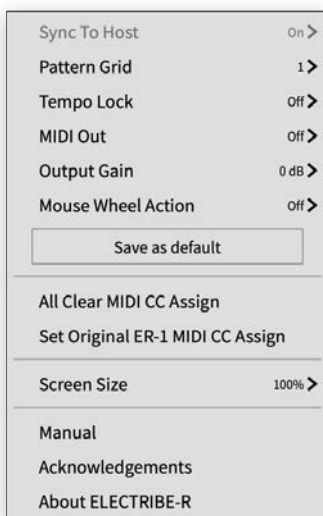 Sync To Host On >
Pattern Grid 1 >
Tempo Lock Off >
MIDI Out Off >
Output Gain 0 dB >
Mouse Wheel Action Off >
Save as default
All Clear MIDI CC Assign
Set Original ER-1 MIDI CC Assign
Screen Size 100% >
Manual
Acknowledgements
About ELECTRIBE-R